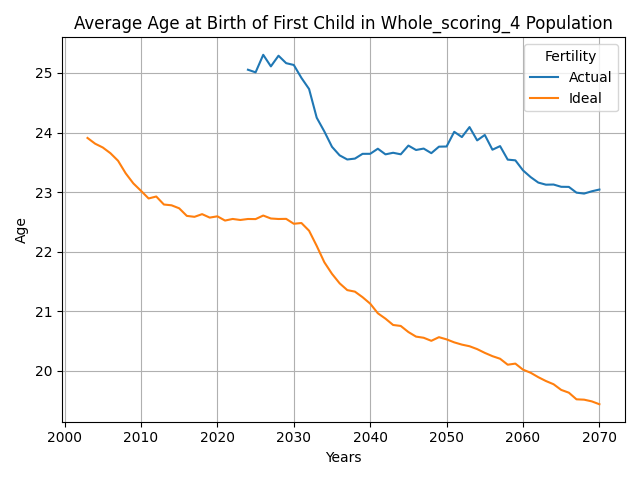 Average Age at Birth of First Child in Whole_scoring_4 Population
Fertility
Actual
Ideal
Age
25
24
23
22
21
20
2000 2010 2020 2030 2040 2050 2060 2070
Years